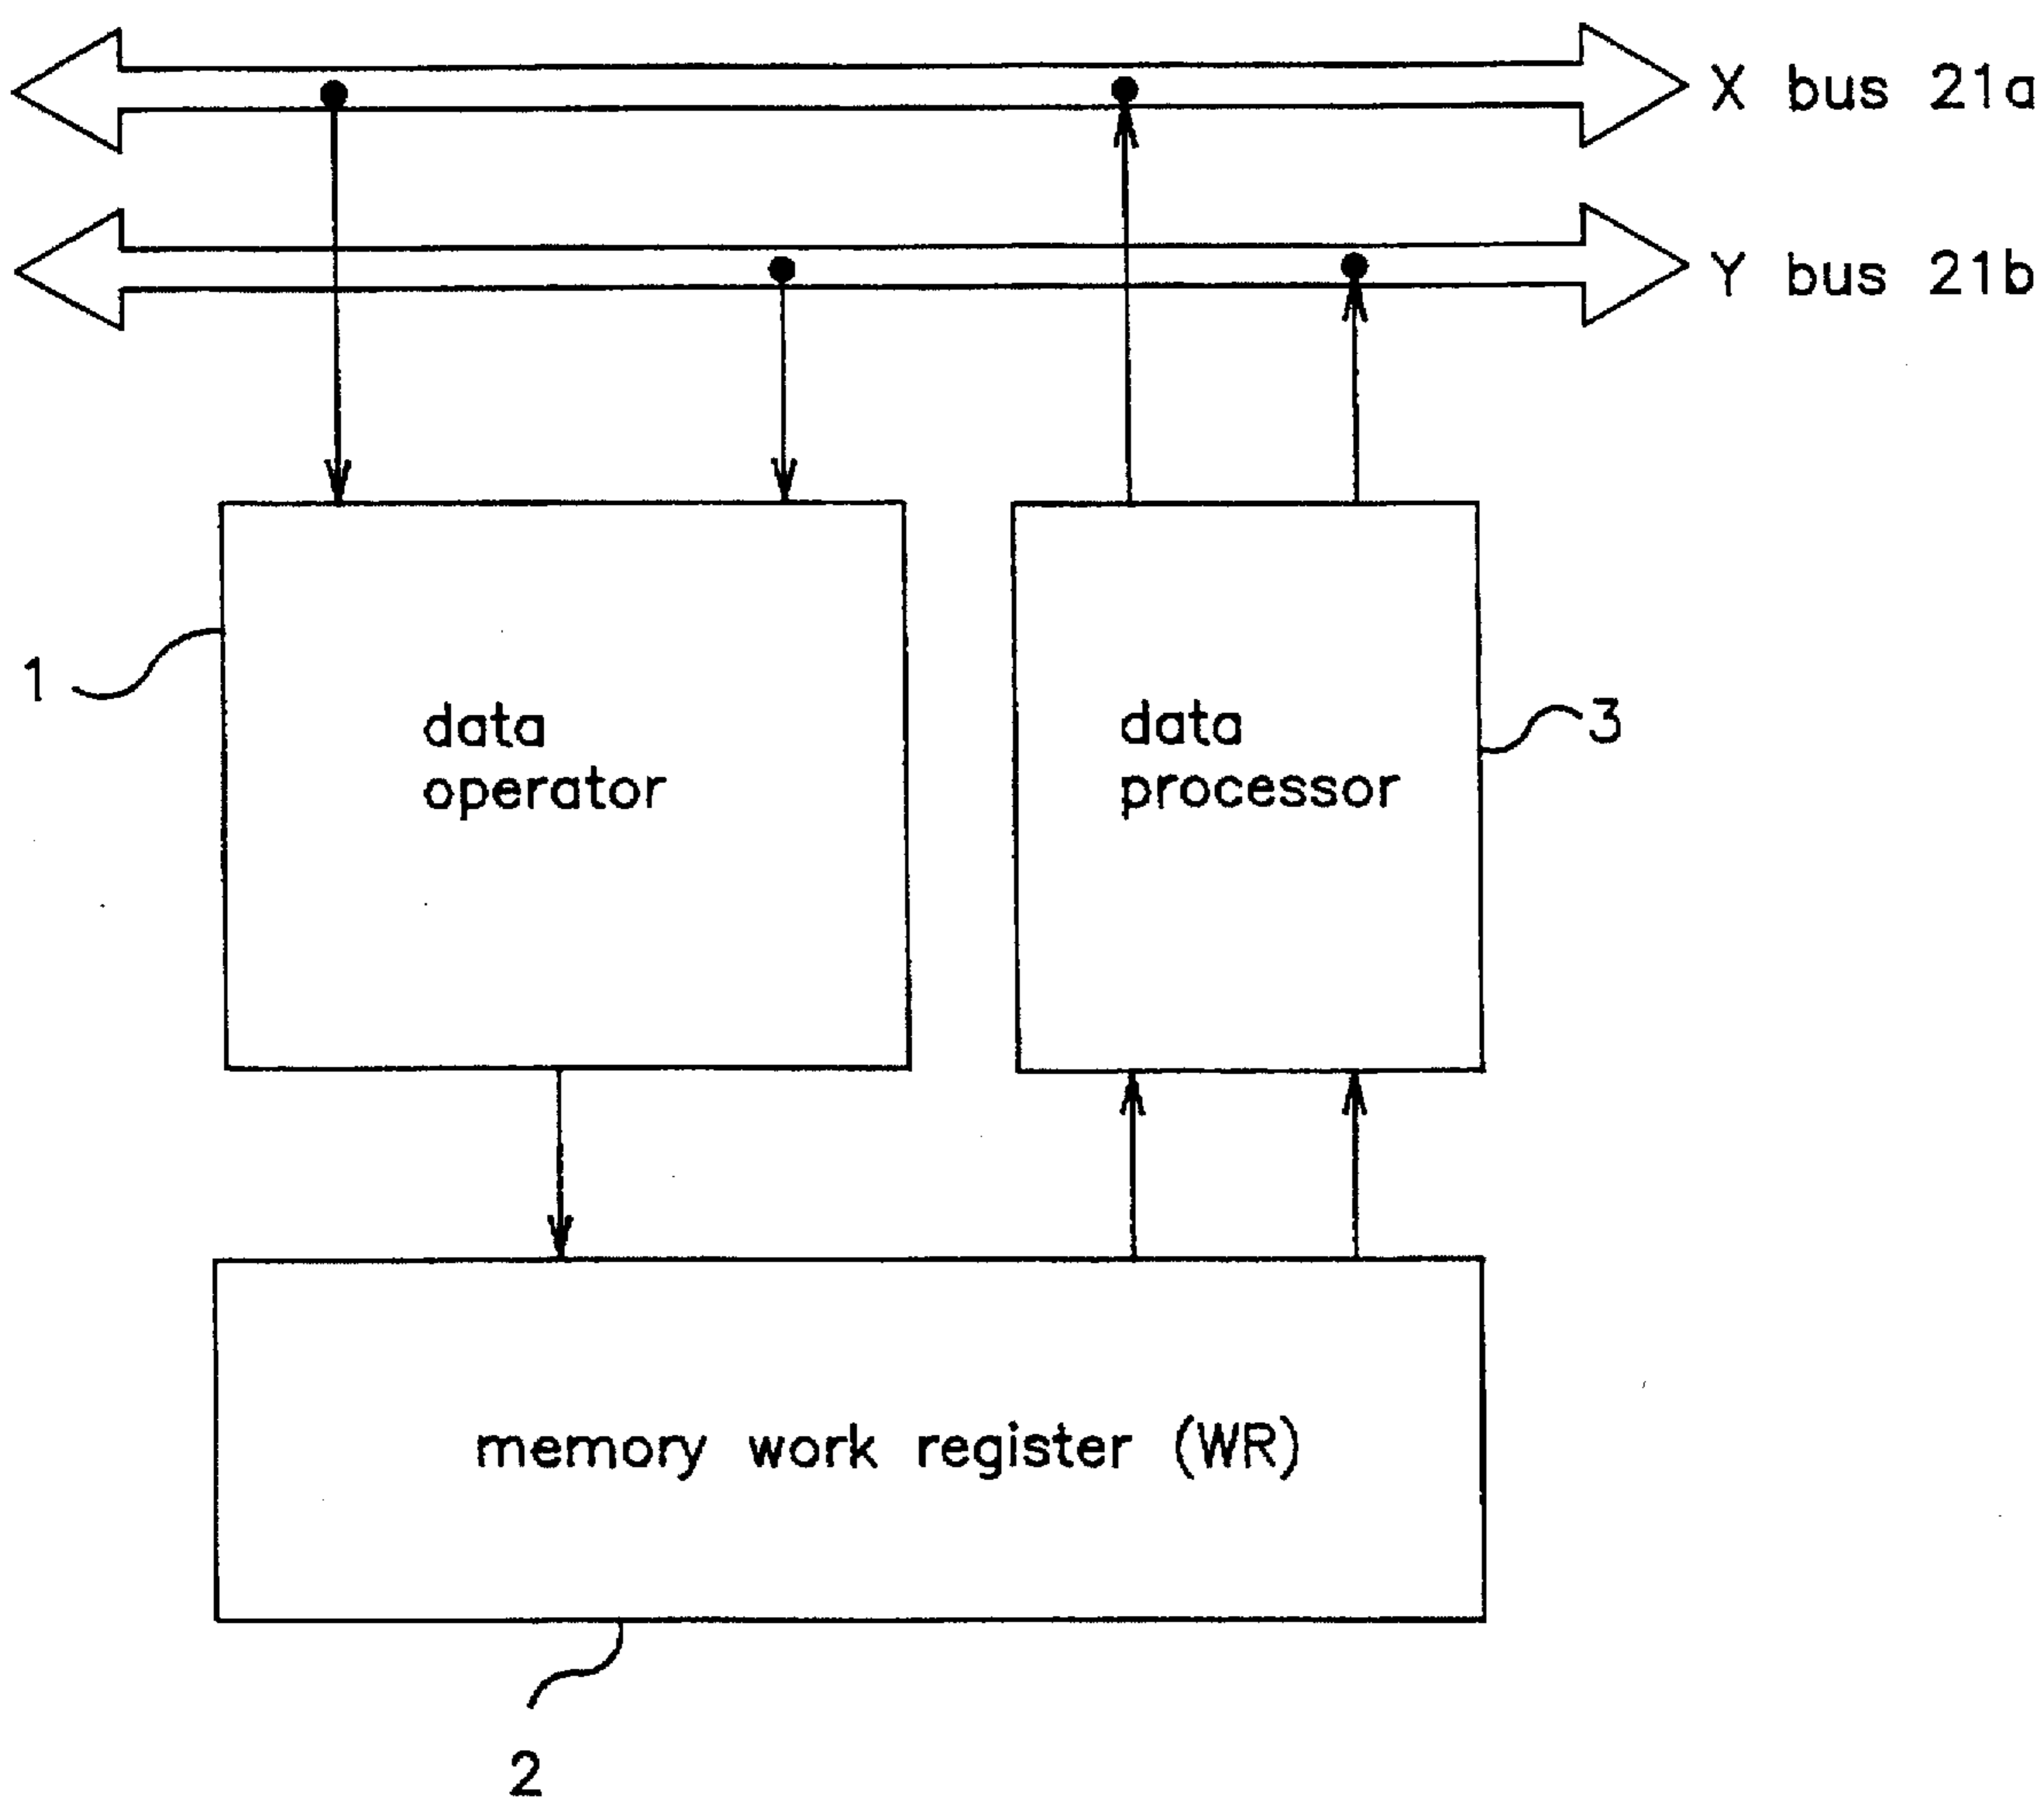 X bus 21a
Y bus 21b
1
data
operator
data
processor
3
memory work register (WR)
2